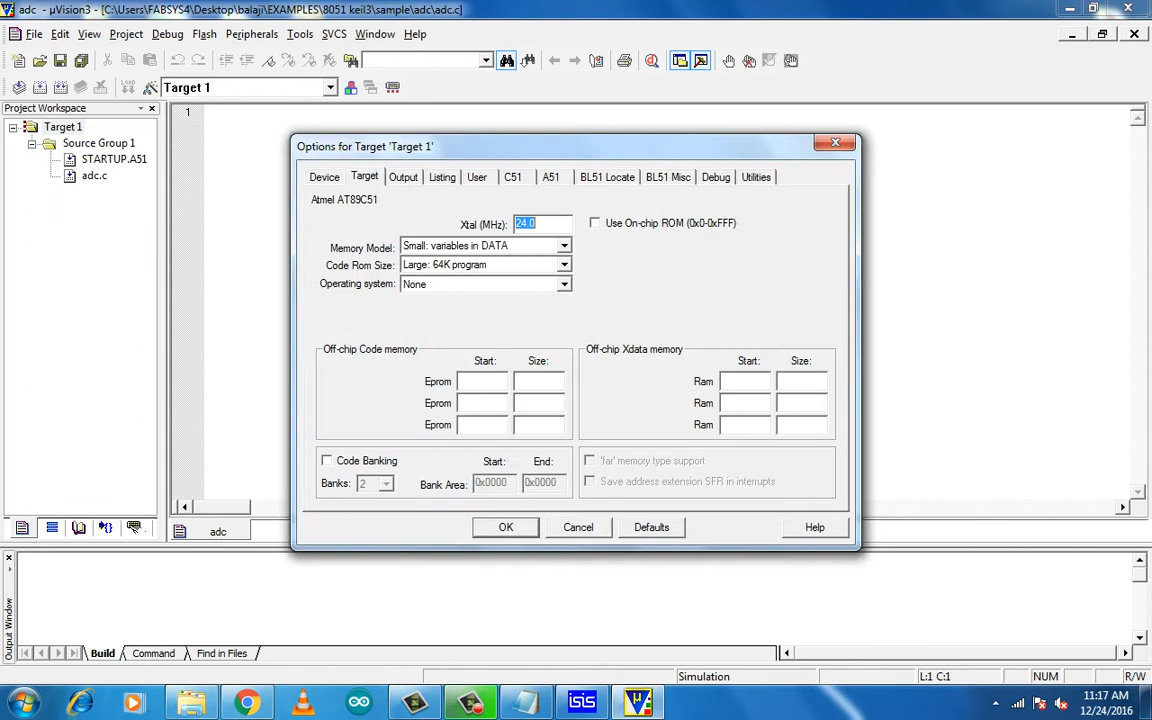 adc - µVision3 - [C:\Users\FABSYS4\Desktop\balaji\EXAMPLES\8051 keil3\sample\adc\adc.c]
File Edit View Project Debug Flash Peripherals Tools SVCS Window Help
Target 1
Project Workspace
1
Target 1
Source Group 1
STARTUP.A51
adc.c
Options for Target 'Target 1'
Device Target Output Listing User C51 A51 BL51 Locate BL51 Misc Debug Utilities
Atmel AT89C51
Xtal (MHz): 24.0 Use On-chip ROM (0x0-0xFFF)
Memory Model: Small: variables in DATA
Code Rom Size: Large: 64K program
Operating system: None
Off-chip Code memory Off-chip Xdata memory
Start: Size: Start: Size:
Eprom Ram
Eprom Ram
Eprom Ram
Code Banking Start: End: 'far' memory type support
Banks: 2 Bank Area: 0x0000 0x0000 Save address extension SFR in interrupts
OK Cancel Defaults Help
adc
Output Window
Build Command Find in Files
Simulation L:1 C:1 NUM R/W
isis
11:17 AM
12/24/2016